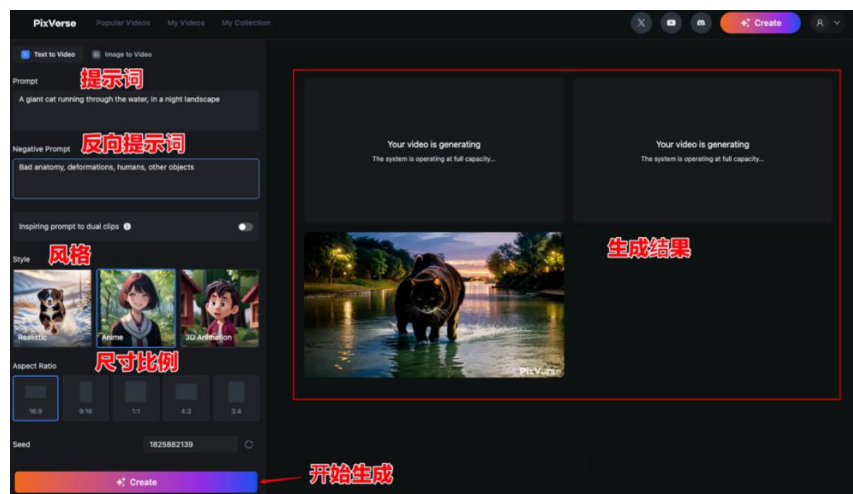 PixVerse Popular Videos My Videos My Collection Create
Text to Video Image to Video
Prompt 提示词
A giant cat running through the water, in a night landscape
Negative Prompt 反向提示词
Bad anatomy, deformations, humans, other objects
Inspiring prompt to dual clips
Style 风格
Realistic Anime 3D Animation
Aspect Ratio 尺寸比例
16:9 9:16 1:1 4:3 3:4
Seed 1825882139
Create
开始生成
Your video is generating
The system is operating at full capacity...
Your video is generating
The system is operating at full capacity...
PixVerse
生成结果